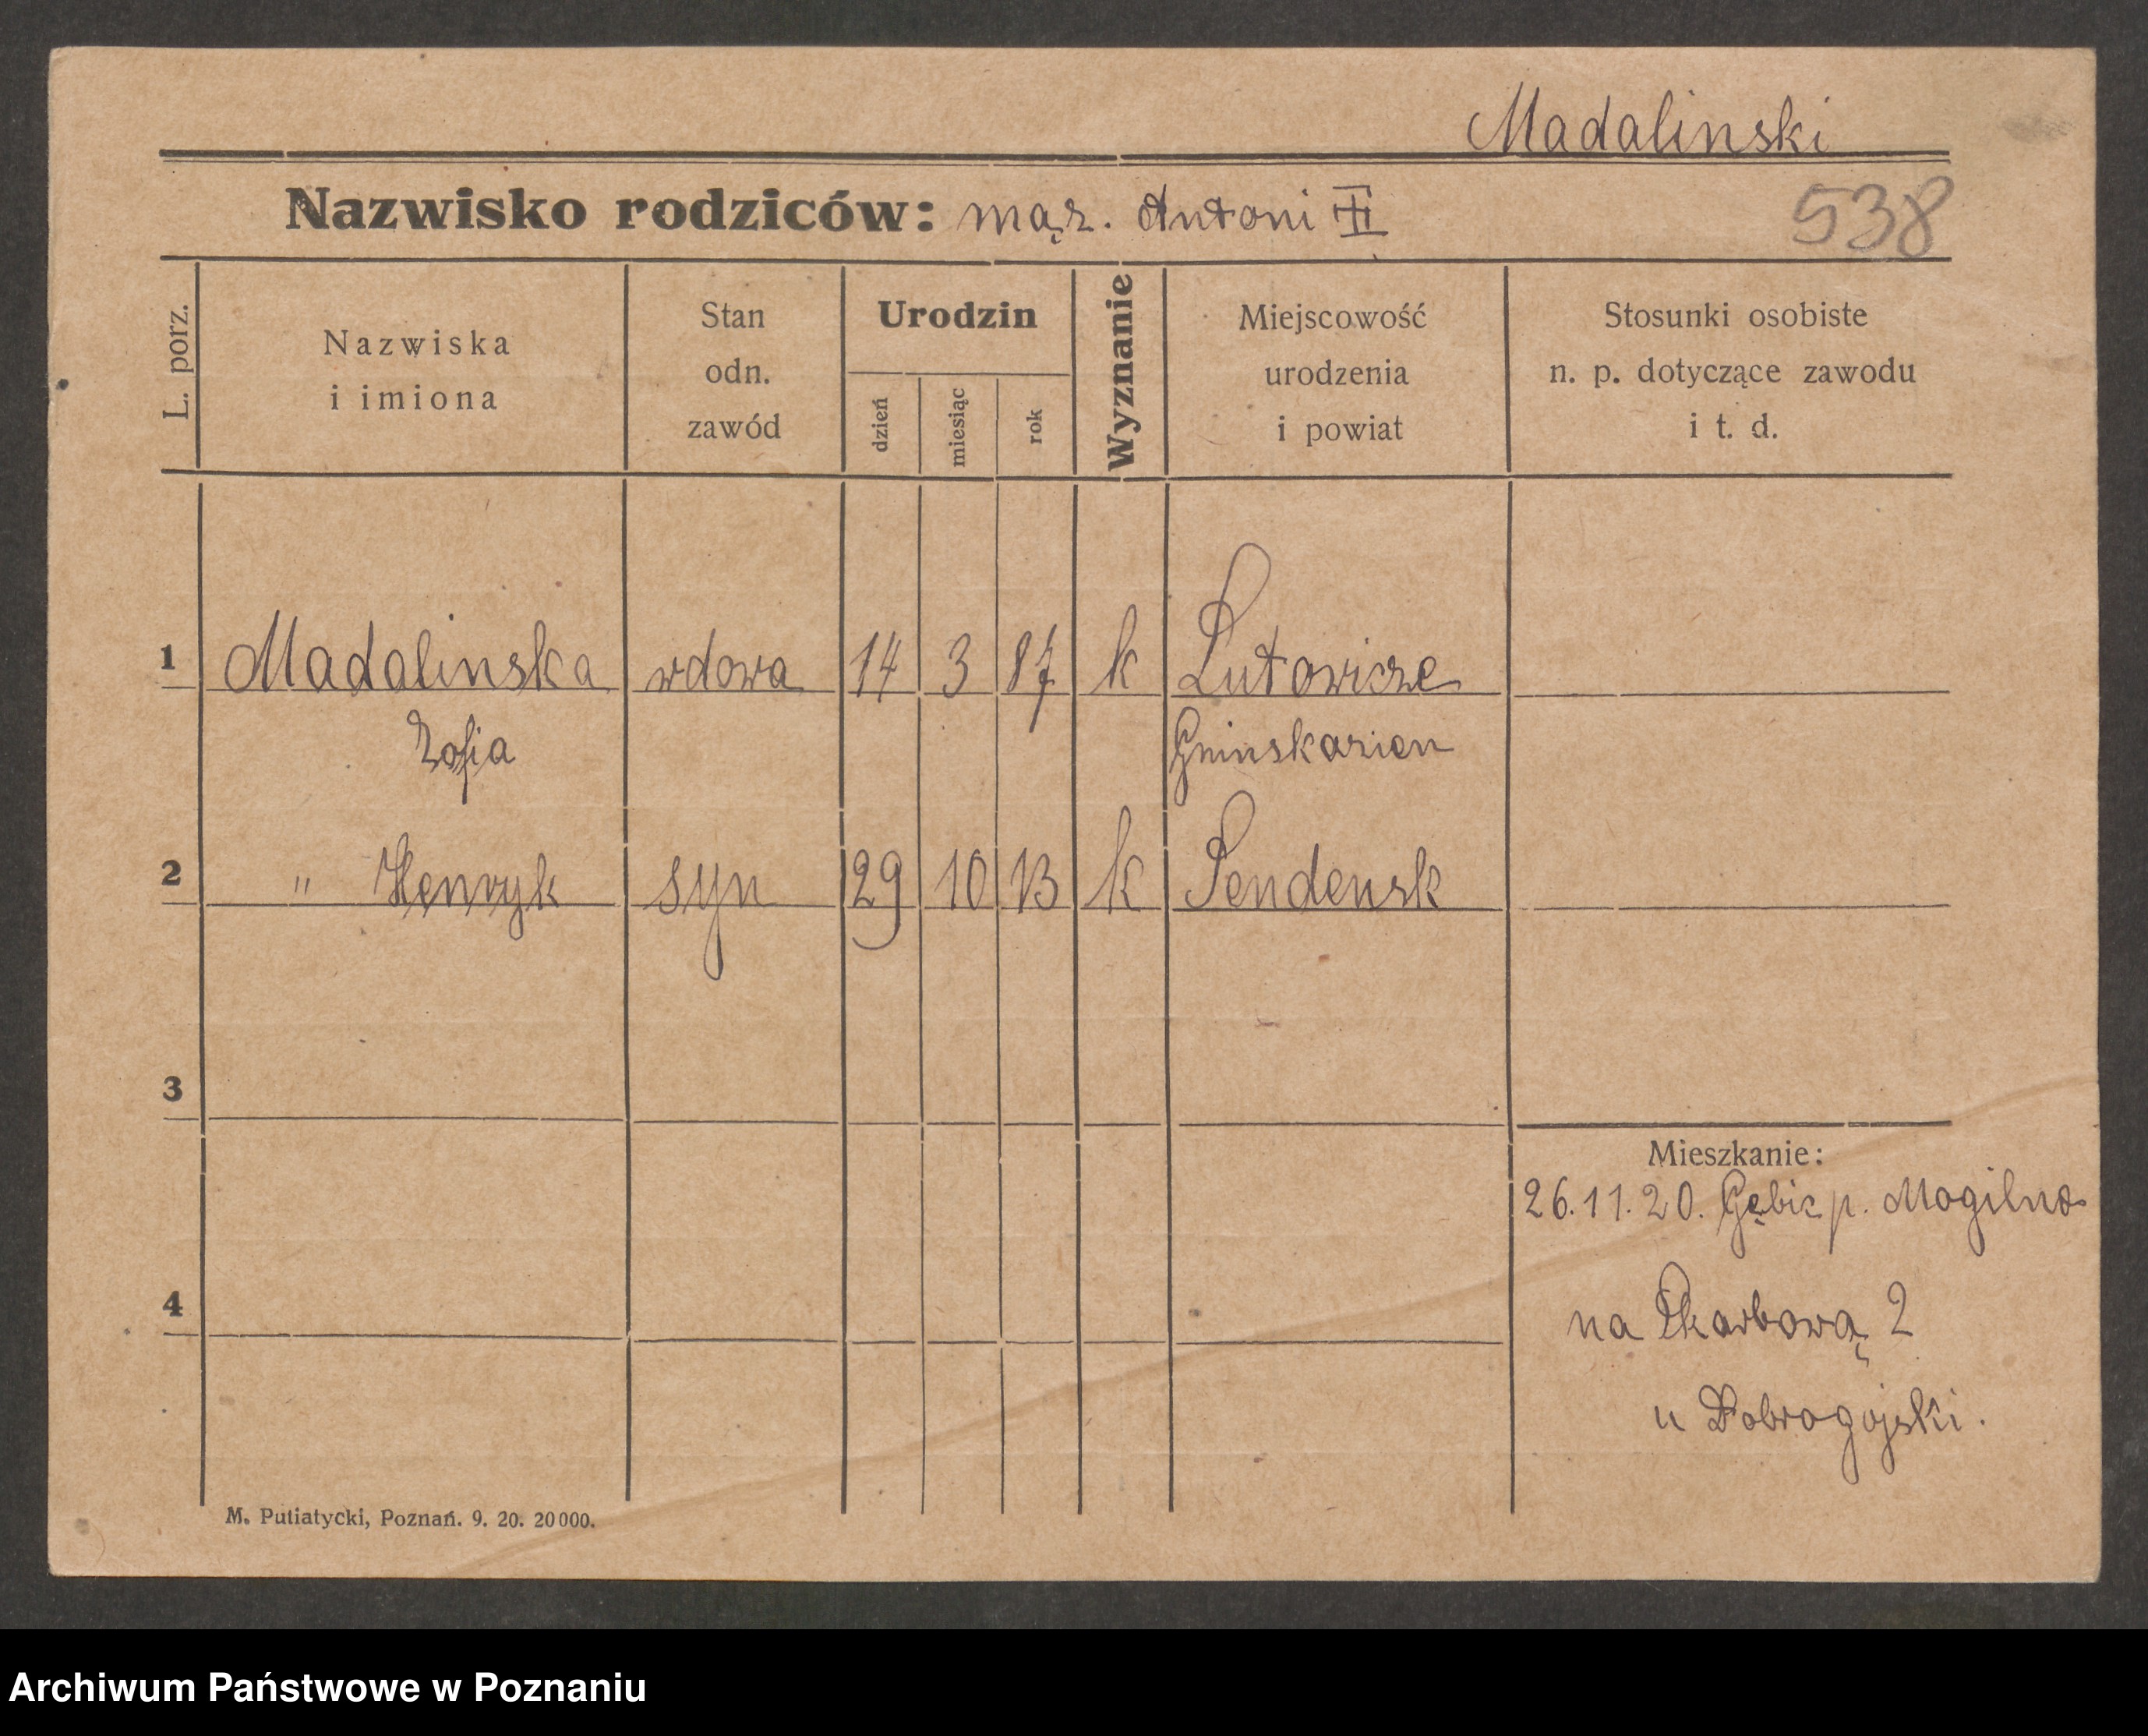 Madalinski
Nazwisko rodziców: mąż. Antoni II
538
L. porz.
Nazwiska
i imiona
Stan
odn.
zawód
Urodzin
dzień
miesiąc
rok
Wyznanie
Miejscowość
urodzenia
i powiat
Stosunki osobiste
n. p. dotyczące zawodu
i t. d.
1 Madalinska wdowa 14 3 87 k Lutowicze
Zofia
2 " Henryk syn 29 10 13 k
3
Mieszkanie:
26.11.20. Gębic p. Mogilno
4
na Skarbową 2
u Dobrogojski.
M. Putiatycki, Poznań. 9. 20. 20000.
Archiwum Państwowe w Poznaniu